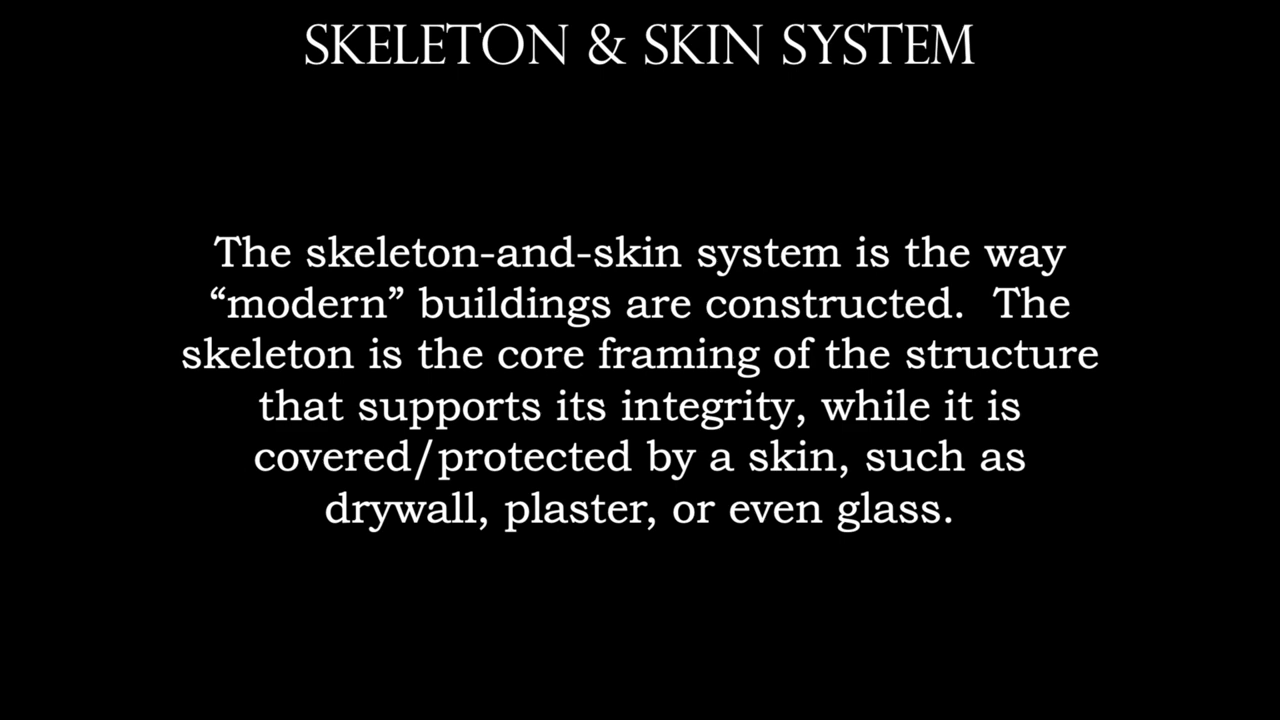 SKELETON & SKIN SYSTEM
The skeleton-and-skin system is the way
“modern” buildings are constructed.  The
skeleton is the core framing of the structure
that supports its integrity, while it is
covered/protected by a skin, such as
drywall, plaster, or even glass.